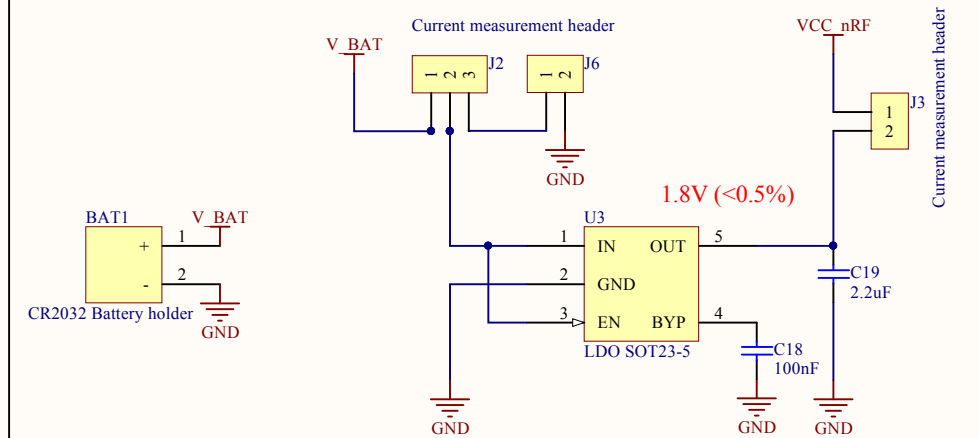 Current measurement header
V_BAT
J2
1
2
3
J6
1
2
GND
VCC_nRF
J3
1
2
Current measurement header
1.8V (<0.5%)
BAT1
V_BAT
+
1
-
2
CR2032 Battery holder
GND
U3
1
IN
OUT
5
2
GND
3
EN
BYP
4
LDO SOT23-5
C19
2.2uF
C18
100nF
GND
GND
GND